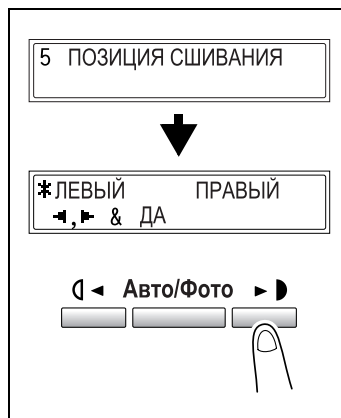 5 ПОЗИЦИЯ СШИВАНИЯ
*ЛЕВЫЙ ПРАВЫЙ
◄,► & ДА
◄ Авто/Фото ►